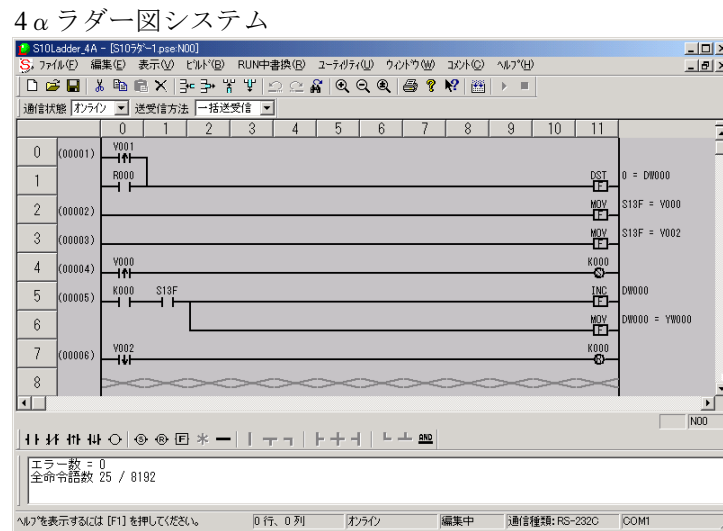 4αラダー図システム
S10Ladder_4A - [S10ラダー1.pse:N00]
ファイル(F) 編集(E) 表示(V) ビルド(B) RUN中書換(R) ユーティリティ(U) ウィンドウ(W) コメント(C) ヘルプ(H)
通信状態 オンライン 送受信方法 一括送受信
0 1 2 3 4 5 6 7 8 9 10 11
0 (00001) Y001
1 R000 DST F 0 = DW000
2 (00002) MOV F S13F = Y000
3 (00003) MOV F S13F = Y002
4 (00004) Y000 K000 S
5 (00005) K000 S13F INC F DW000
6 MOV F DW000 = YW000
7 (00006) Y002 K000 R
8
N00
S R F AND
エラー数 = 0
全命令語数 25 / 8192
ヘルプを表示するには [F1] を押してください。 0 行、0 列 オンライン 編集中 通信種類: RS-232C COM1